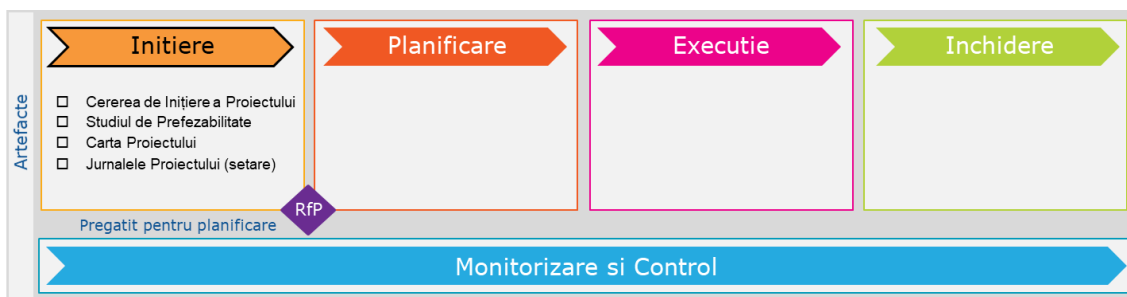 Artefacte
Initiere
Cererea de Inițiere a Proiectului
Studiul de Prefezabilitate
Carta Proiectului
Jurnalele Proiectului (setare)
Planificare
Executie
Inchidere
RfP
Pregatit pentru planificare
Monitorizare si Control